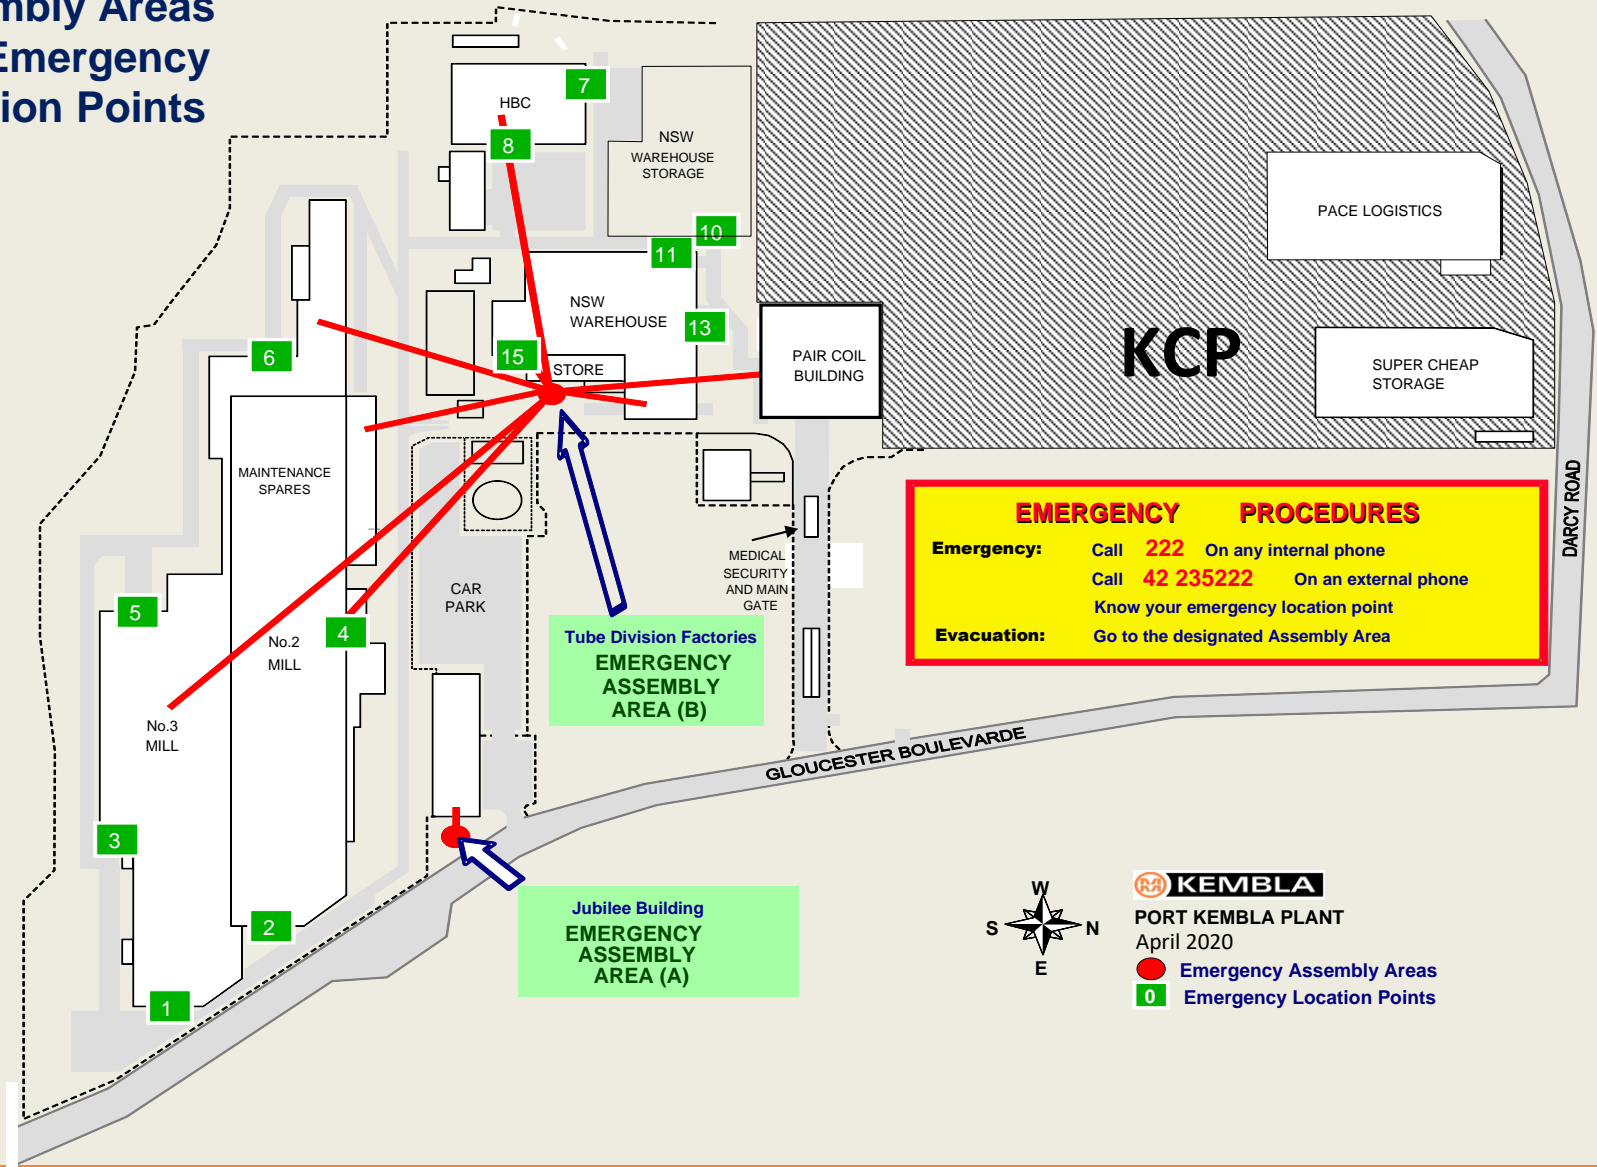 mbly Areas
Emergency
ion Points
7
HBC
8
NSW
WAREHOUSE
STORAGE
10
11
PACE LOGISTICS
NSW
WAREHOUSE
13
15
STORE
6
PAIR COIL
BUILDING
KCP
SUPER CHEAP
STORAGE
MAINTENANCE
SPARES
DARCY ROAD
EMERGENCY PROCEDURES
Emergency: Call 222 On any internal phone
Call 42 235222 On an external phone
Know your emergency location point
Evacuation: Go to the designated Assembly Area
MEDICAL
SECURITY
AND MAIN
GATE
CAR
PARK
5
4
No.2
MILL
Tube Division Factories
EMERGENCY
ASSEMBLY
AREA (B)
No.3
MILL
GLOUCESTER BOULEVARDE
3
2
1
Jubilee Building
EMERGENCY
ASSEMBLY
AREA (A)
W
S N
E
KEMBLA
PORT KEMBLA PLANT
April 2020
Emergency Assembly Areas
0 Emergency Location Points